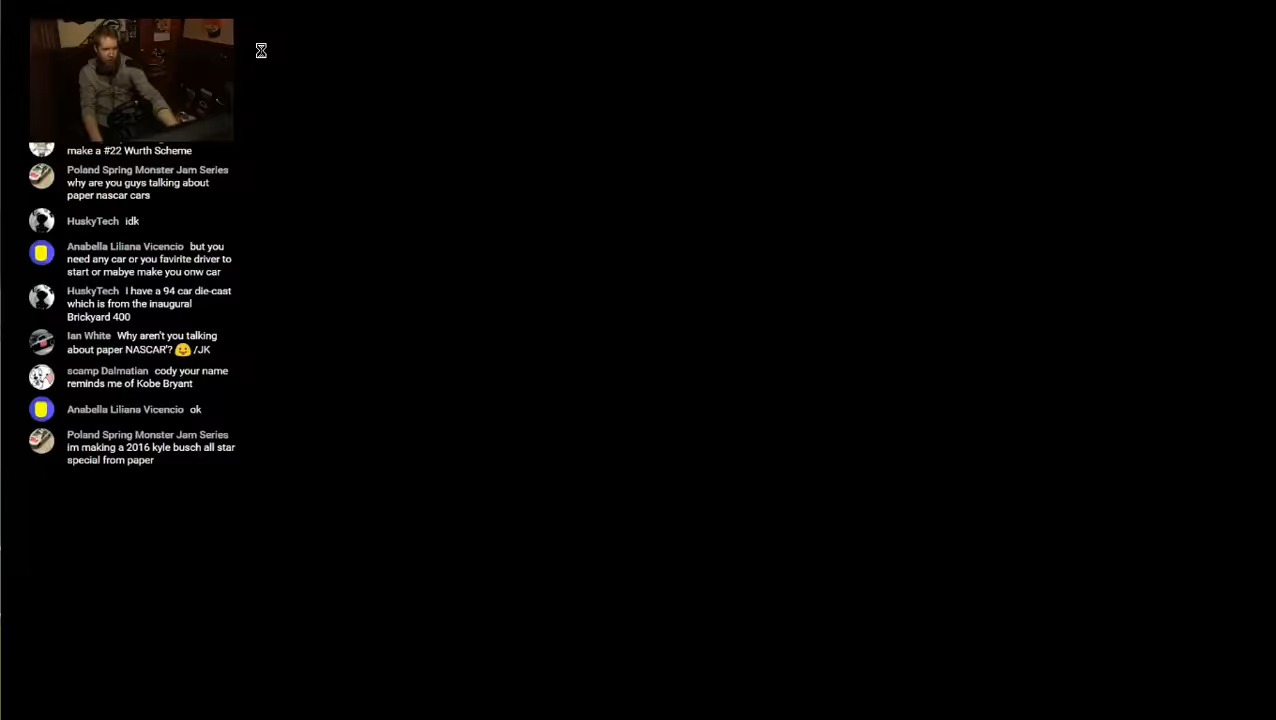 make a #22 Wurth Scheme
Poland Spring Monster Jam Series
why are you guys talking about
paper nascar cars
HuskyTech idk
Anabella Liliana Vicencio but you
need any car or you favirite driver to
start or mabye make you onw car
HuskyTech I have a 94 car die-cast
which is from the inaugural
Brickyard 400
Ian White Why aren't you talking
about paper NASCAR'? /JK
scamp Dalmatian cody your name
reminds me of Kobe Bryant
Anabella Liliana Vicencio ok
Poland Spring Monster Jam Series
im making a 2016 kyle busch all star
special from paper